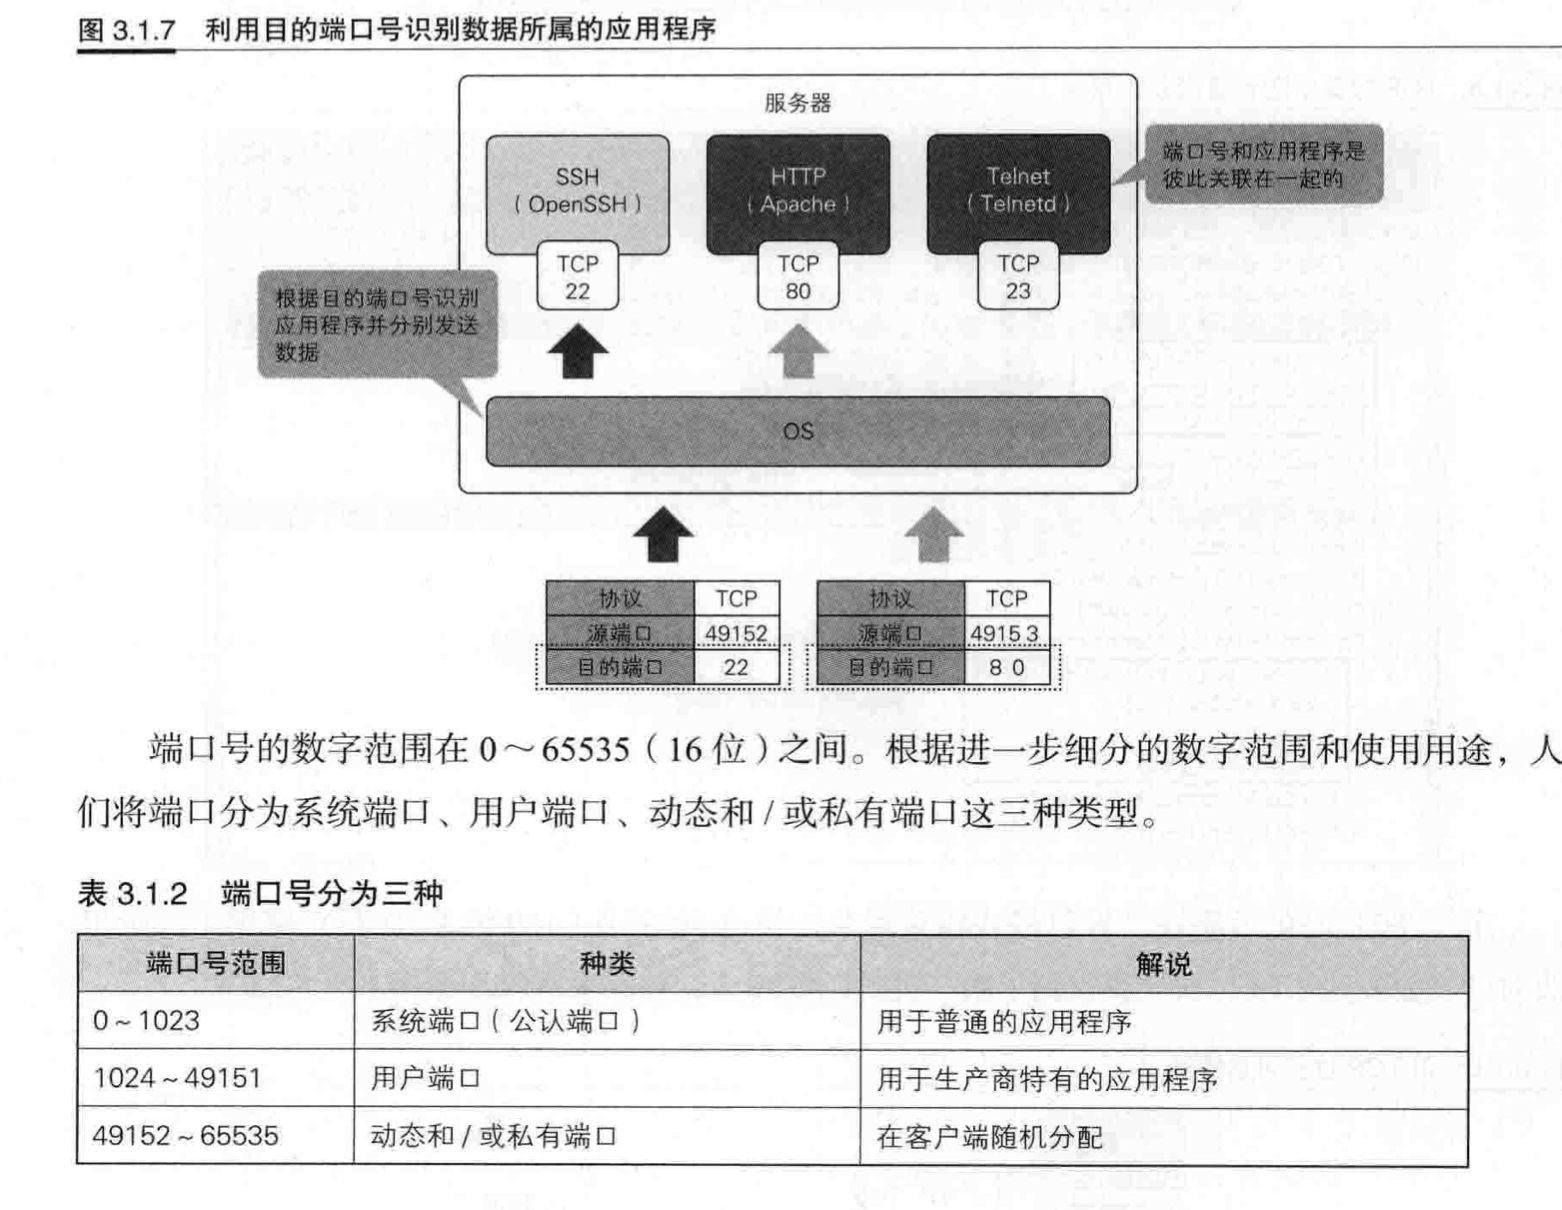 图 3.1.7 利用目的端口号识别数据所属的应用程序
服务器
SSH
(OpenSSH)
HTTP
(Apache)
Telnet
(Telnetd)
端口号和应用程序是
彼此关联在一起的
TCP
22
TCP
80
TCP
23
根据目的端口号识别
应用程序并分别发送
数据
OS
协议 TCP
源端口 49152
目的端口 22
协议 TCP
源端口 49153
目的端口 80
端口号的数字范围在 0～65535（16 位）之间。根据进一步细分的数字范围和使用用途，人
们将端口分为系统端口、用户端口、动态和 / 或私有端口这三种类型。
表 3.1.2 端口号分为三种
端口号范围 种类 解说
0～1023 系统端口（公认端口） 用于普通的应用程序
1024～49151 用户端口 用于生产商特有的应用程序
49152～65535 动态和 / 或私有端口 在客户端随机分配